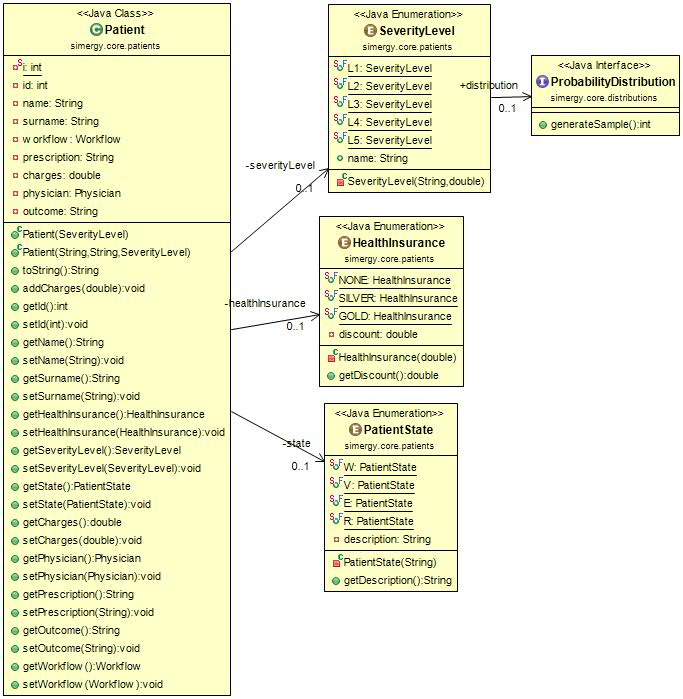 <<Java Class>>
Patient
simergy.core.patients
i: int
id: int
name: String
surname: String
workflow: Workflow
prescription: String
charges: double
physician: Physician
outcome: String
Patient(SeverityLevel)
Patient(String,String,SeverityLevel)
toString():String
addCharges(double):void
getId():int
setId(int):void
getName():String
setName(String):void
getSurname():String
setSurname(String):void
getHealthInsurance():HealthInsurance
setHealthInsurance(HealthInsurance):void
getSeverityLevel():SeverityLevel
setSeverityLevel(SeverityLevel):void
getState():PatientState
setState(PatientState):void
getCharges():double
setCharges(double):void
getPhysician():Physician
setPhysician(Physician):void
getPrescription():String
setPrescription(String):void
getOutcome():String
setOutcome(String):void
getWorkflow():Workflow
setWorkflow(Workflow):void
-severityLevel
0..1
-healthInsurance
0..1
-state
0..1
<<Java Enumeration>>
SeverityLevel
simergy.core.patients
L1: SeverityLevel
L2: SeverityLevel
L3: SeverityLevel
L4: SeverityLevel
L5: SeverityLevel
name: String
SeverityLevel(String,double)
+distribution
0..1
<<Java Interface>>
ProbabilityDistribution
simergy.core.distributions
generateSample():int
<<Java Enumeration>>
HealthInsurance
simergy.core.patients
NONE: HealthInsurance
SILVER: HealthInsurance
GOLD: HealthInsurance
discount: double
HealthInsurance(double)
getDiscount():double
<<Java Enumeration>>
PatientState
simergy.core.patients
W: PatientState
V: PatientState
E: PatientState
R: PatientState
description: String
PatientState(String)
getDescription():String